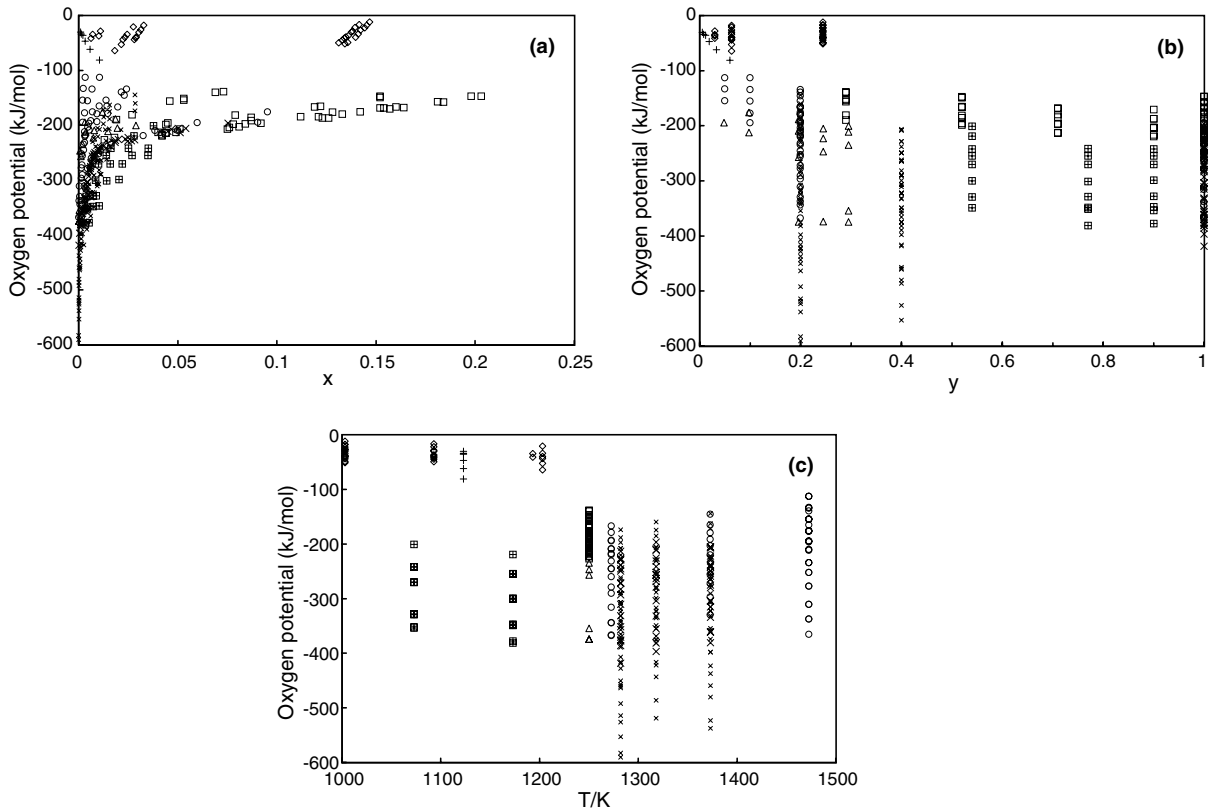 0
-100
-200
-300
-400
-500
-600
Oxygen potential (kJ/mol)
(a)
0 0.05 0.1 0.15 0.2 0.25
x
0
-100
-200
-300
-400
-500
-600
Oxygen potential (kJ/mol)
(b)
0 0.2 0.4 0.6 0.8 1
y
0
-100
-200
-300
-400
-500
-600
Oxygen potential (kJ/mol)
(c)
1000 1100 1200 1300 1400 1500
T/K